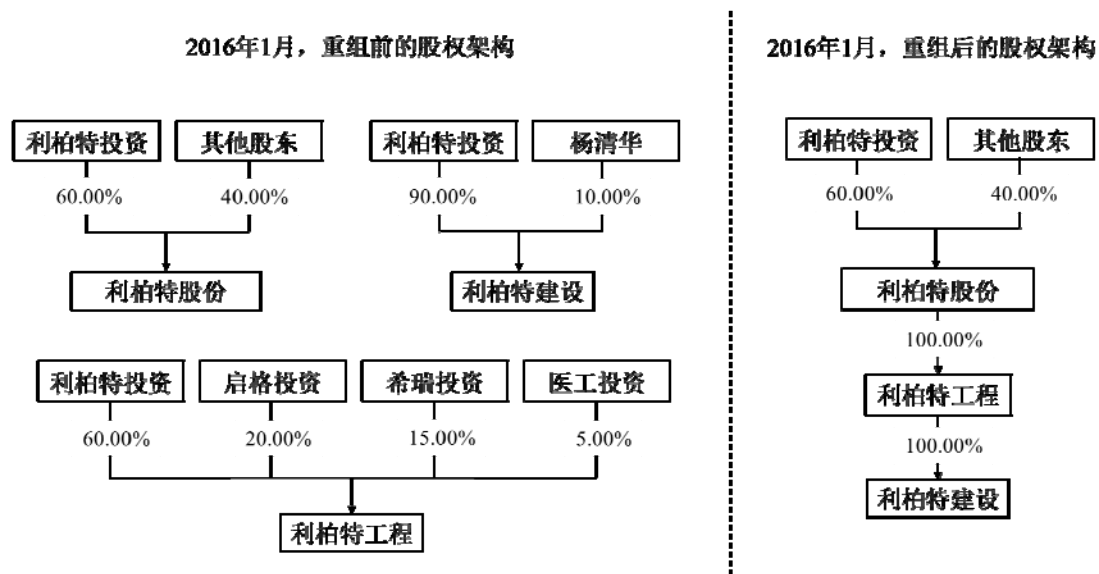 2016年1月，重组前的股权架构
利柏特投资 其他股东 利柏特投资 杨清华
60.00% 40.00% 90.00% 10.00%
利柏特股份 利柏特建设
利柏特投资 启格投资 希瑞投资 医工投资
60.00% 20.00% 15.00% 5.00%
利柏特工程
2016年1月，重组后的股权架构
利柏特投资 其他股东
60.00% 40.00%
利柏特股份
100.00%
利柏特工程
100.00%
利柏特建设